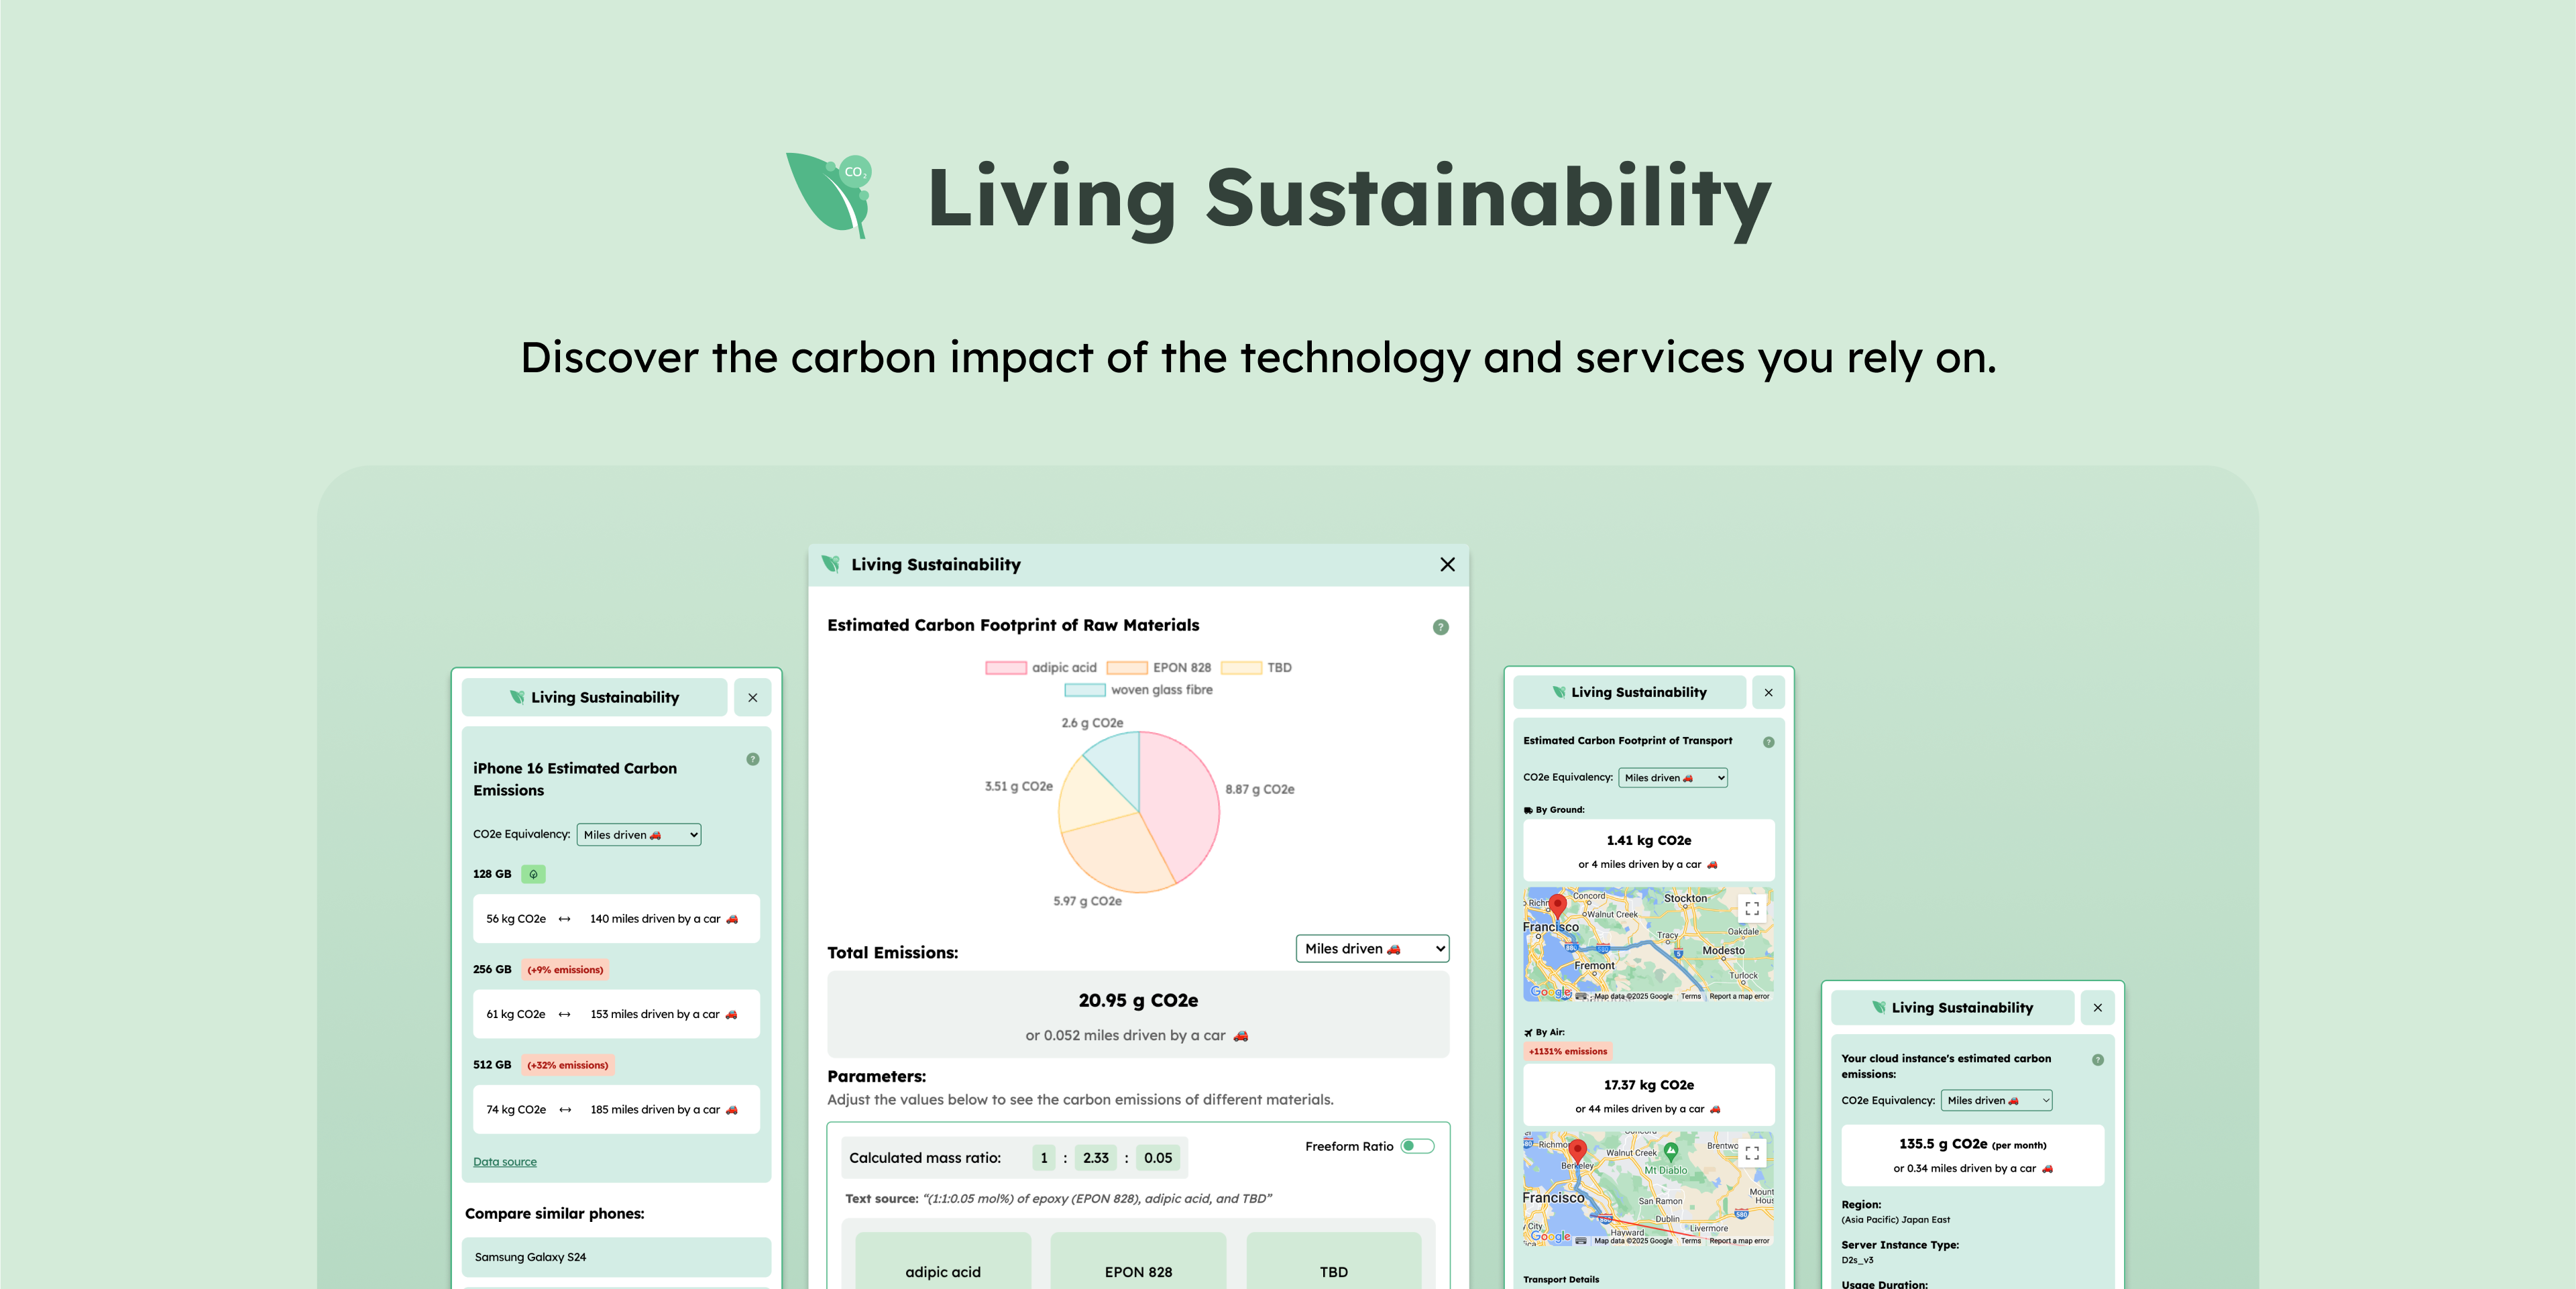 CO₂
Living Sustainability
Discover the carbon impact of the technology and services you rely on.
Living Sustainability
iPhone 16 Estimated Carbon
Emissions
?
CO2e Equivalency: Miles driven
128 GB
56 kg CO2e ↔ 140 miles driven by a car
256 GB (+9% emissions)
61 kg CO2e ↔ 153 miles driven by a car
512 GB (+32% emissions)
74 kg CO2e ↔ 185 miles driven by a car
Data source
Compare similar phones:
Samsung Galaxy S24
Living Sustainability
Estimated Carbon Footprint of Raw Materials
?
adipic acid EPON 828 TBD
woven glass fibre
2.6 g CO2e
3.51 g CO2e
8.87 g CO2e
5.97 g CO2e
Total Emissions:
Miles driven
20.95 g CO2e
or 0.052 miles driven by a car
Parameters:
Adjust the values below to see the carbon emissions of different materials.
Calculated mass ratio: 1 : 2.33 : 0.05
Freeform Ratio
Text source: “(1:1:0.05 mol%) of epoxy (EPON 828), adipic acid, and TBD”
adipic acid EPON 828 TBD
Living Sustainability
Estimated Carbon Footprint of Transport
?
CO2e Equivalency: Miles driven
By Ground:
1.41 kg CO2e
or 4 miles driven by a car
Concord
Stockton
Walnut Creek
Francisco
Oakdale
Tracy
Modesto
Fremont
Turlock
Google Map data ©2025 Google Terms Report a map error
By Air:
+1131% emissions
17.37 kg CO2e
or 44 miles driven by a car
Richmo
Walnut Creek
Brentwo
Berkeley
Mt Diablo
Francisco
San Ramon
Mount
Hous
Dublin
Livermore
City
Hayward
Google Map data ©2025 Google Terms Report a map error
Transport Details
Living Sustainability
Your cloud instance's estimated carbon
emissions:
?
CO2e Equivalency: Miles driven
135.5 g CO2e (per month)
or 0.34 miles driven by a car
Region:
(Asia Pacific) Japan East
Server Instance Type:
D2s_v3
Usage Duration: